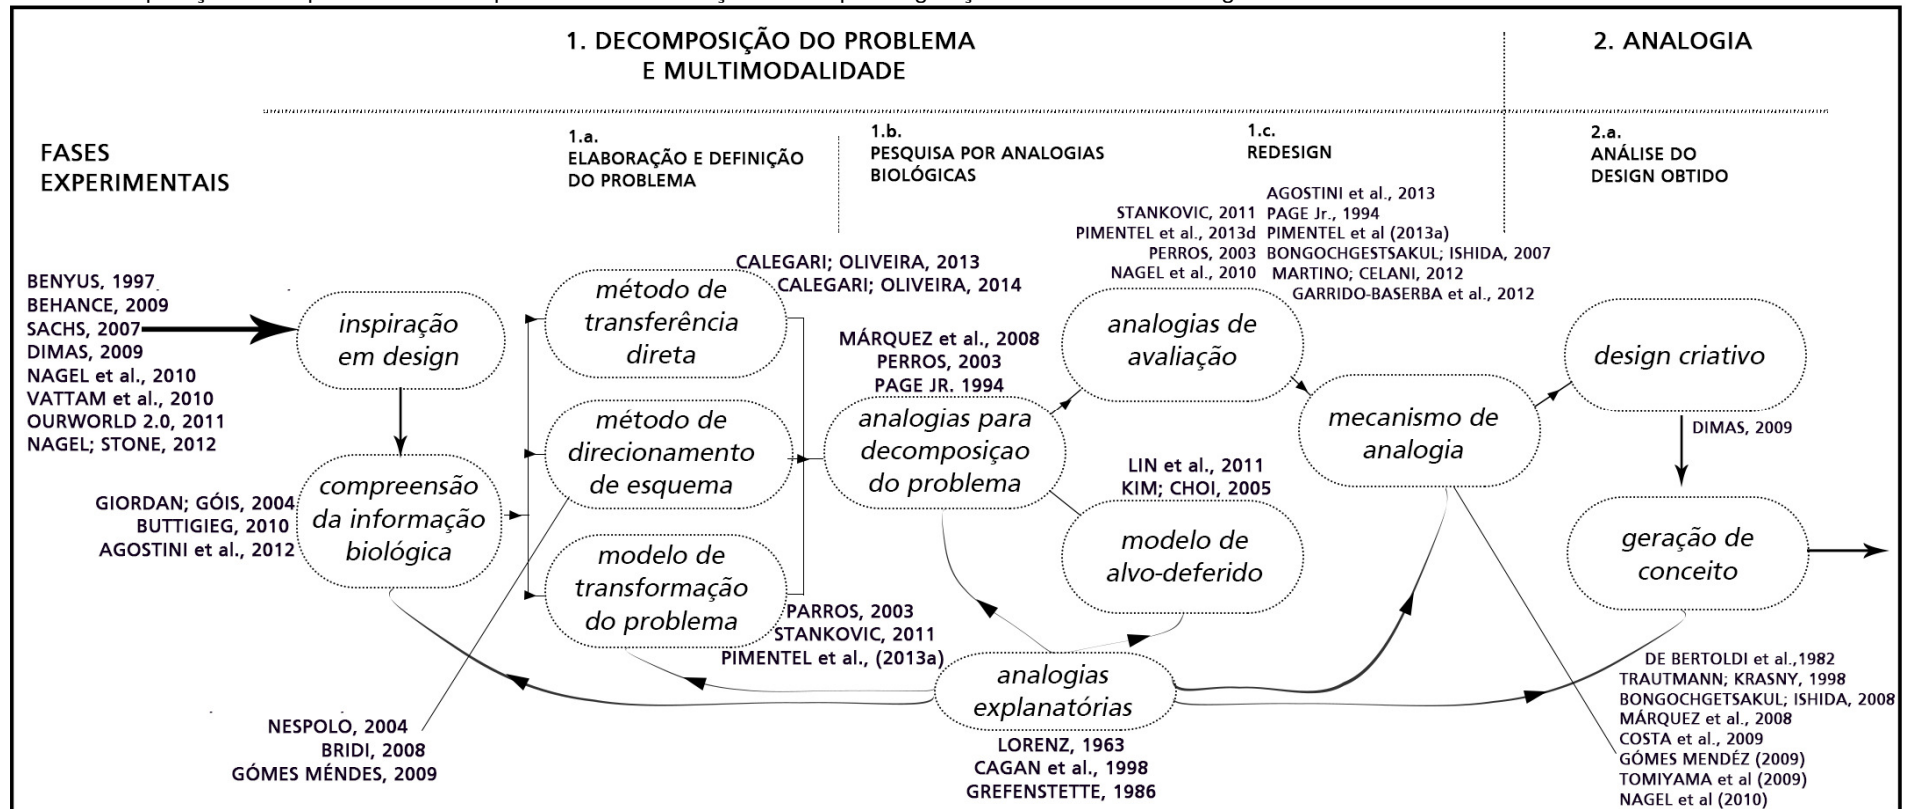 1. DECOMPOSIÇÃO DO PROBLEMA
E MULTIMODALIDADE
2. ANALOGIA
FASES
EXPERIMENTAIS
1.a.
ELABORAÇÃO E DEFINIÇÃO
DO PROBLEMA
1.b.
PESQUISA POR ANALOGIAS
BIOLÓGICAS
1.c.
REDESIGN
2.a.
ANÁLISE DO
DESIGN OBTIDO
BENYUS, 1997
BEHANCE, 2009
SACHS, 2007
DIMAS, 2009
NAGEL et al., 2010
VATTAM et al., 2010
OURWORLD 2.0, 2011
NAGEL; STONE, 2012
inspiração
em design
GIORDAN; GÓIS, 2004
BUTTIGIEG, 2010
AGOSTINI et al., 2012
compreensão
da informação
biológica
CALEGARI; OLIVEIRA, 2013
CALEGARI; OLIVEIRA, 2014
método de
transferência
direta
método de
direcionamento
de esquema
modelo de
transformação
do problema
PARROS, 2003
STANKOVIC, 2011
PIMENTEL et al., (2013a)
NESPOLO, 2004
BRIDI, 2008
GÓMES MÉNDES, 2009
MÁRQUEZ et al., 2008
PERROS, 2003
PAGE JR. 1994
analogias para
decomposiçao
do problema
STANKOVIC, 2011
PIMENTEL et al., 2013d
PERROS, 2003
NAGEL et al., 2010
analogias de
avaliação
LIN et al., 2011
KIM; CHOI, 2005
modelo de
alvo-deferido
analogias
explanatórias
LORENZ, 1963
CAGAN et al., 1998
GREFENSTETTE, 1986
AGOSTINI et al., 2013
PAGE Jr., 1994
PIMENTEL et al (2013a)
BONGOCHGESTSAKUL; ISHIDA, 2007
MARTINO; CELANI, 2012
GARRIDO-BASERBA et al., 2012
mecanismo de
analogia
design criativo
DIMAS, 2009
geração de
conceito
DE BERTOLDI et al.,1982
TRAUTMANN; KRASNY, 1998
BONGOCHGETSAKUL; ISHIDA, 2008
MÁRQUEZ et al., 2008
COSTA et al., 2009
GÓMES MENDÉZ (2009)
TOMIYAMA et al (2009)
NAGEL et al (2010)